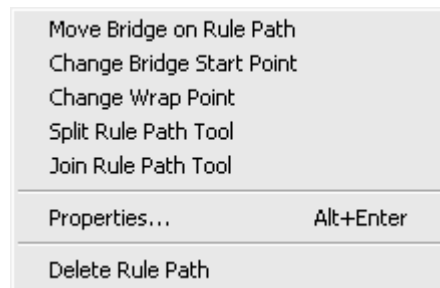 Move Bridge on Rule Path
Change Bridge Start Point
Change Wrap Point
Split Rule Path Tool
Join Rule Path Tool
Properties... Alt+Enter
Delete Rule Path